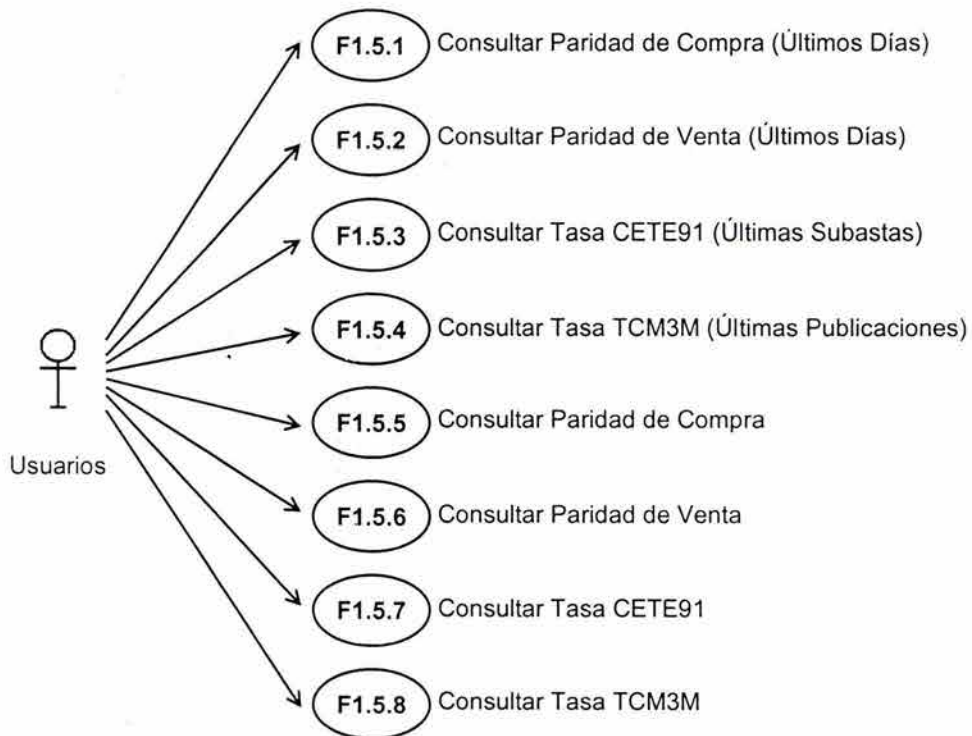 F1.5.1 Consultar Paridad de Compra (Últimos Días)
F1.5.2 Consultar Paridad de Venta (Últimos Días)
F1.5.3 Consultar Tasa CETE91 (Últimas Subastas)
F1.5.4 Consultar Tasa TCM3M (Últimas Publicaciones)
F1.5.5 Consultar Paridad de Compra
Usuarios
F1.5.6 Consultar Paridad de Venta
F1.5.7 Consultar Tasa CETE91
F1.5.8 Consultar Tasa TCM3M